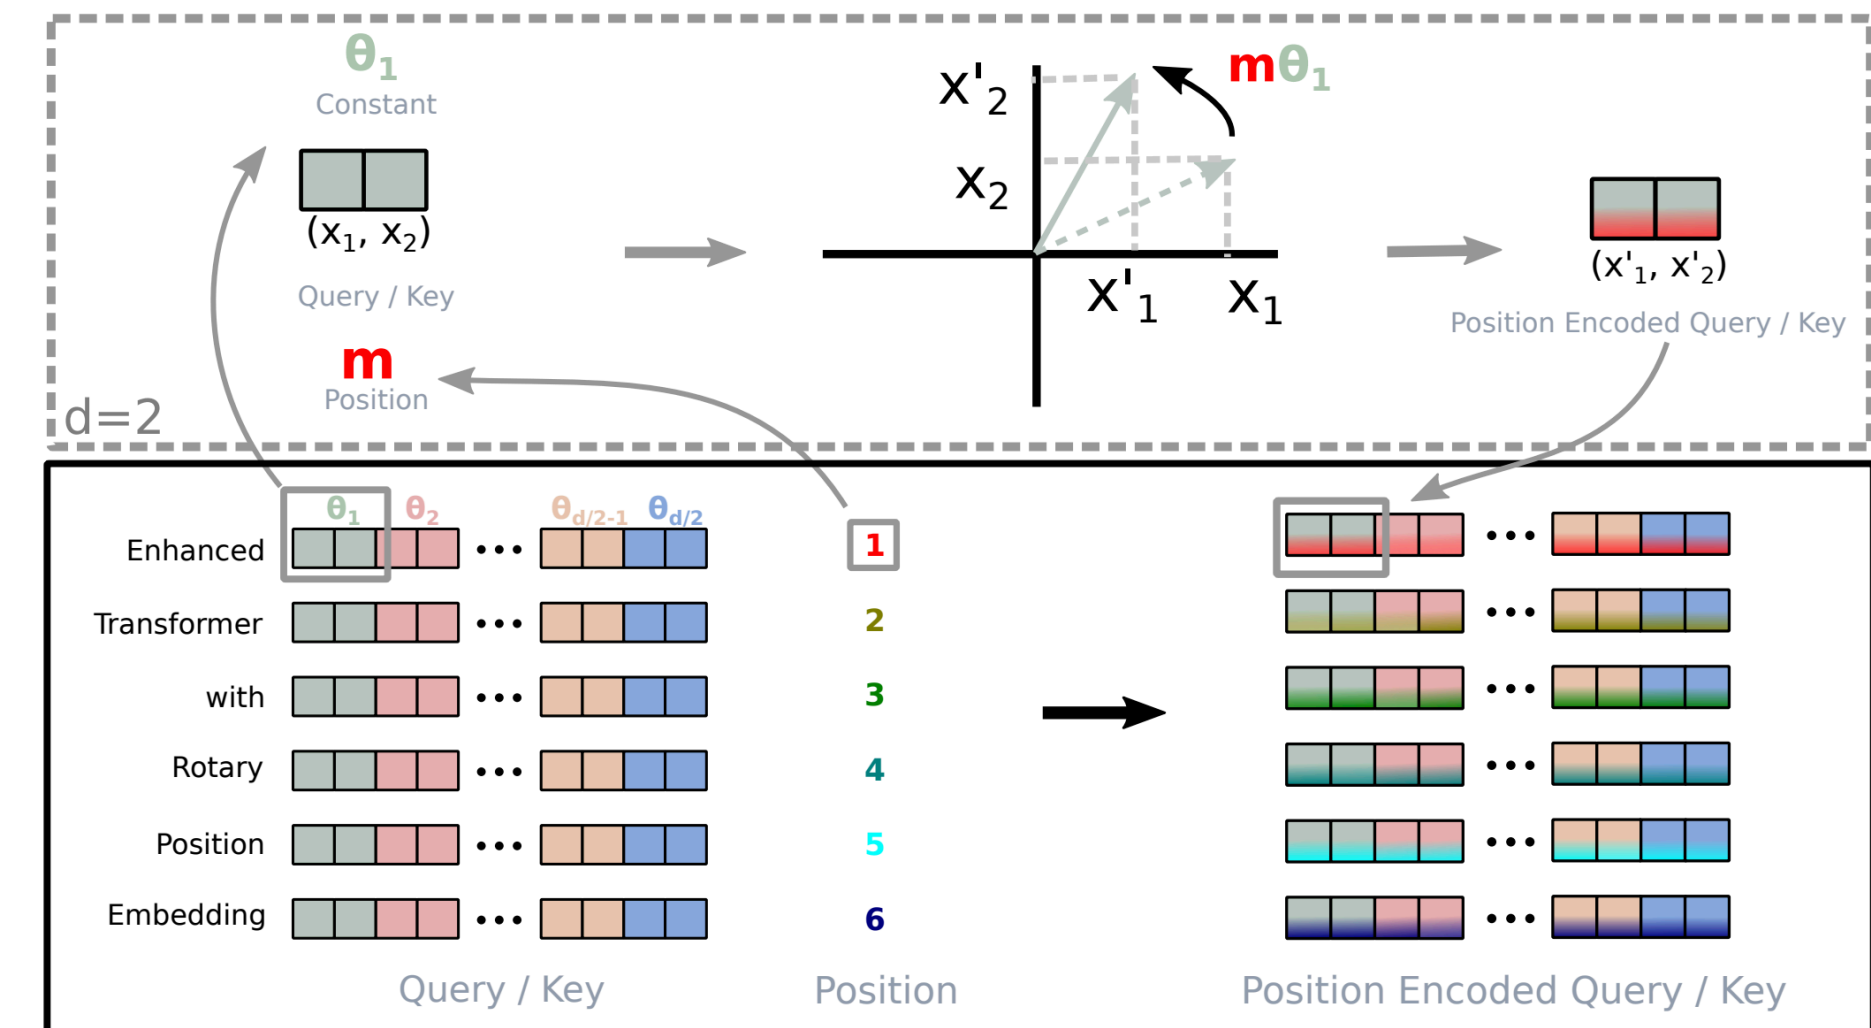 θ1
Constant
(x1, x2)
Query / Key
m
Position
d=2
x'2
x2
x'1 x1
mθ1
(x'1, x'2)
Position Encoded Query / Key
θ1 θ2 θd/2-1 θd/2
Enhanced ••• 1 •••
Transformer ••• 2 •••
with ••• 3 •••
Rotary ••• 4 •••
Position ••• 5 •••
Embedding ••• 6 •••
Query / Key Position Position Encoded Query / Key